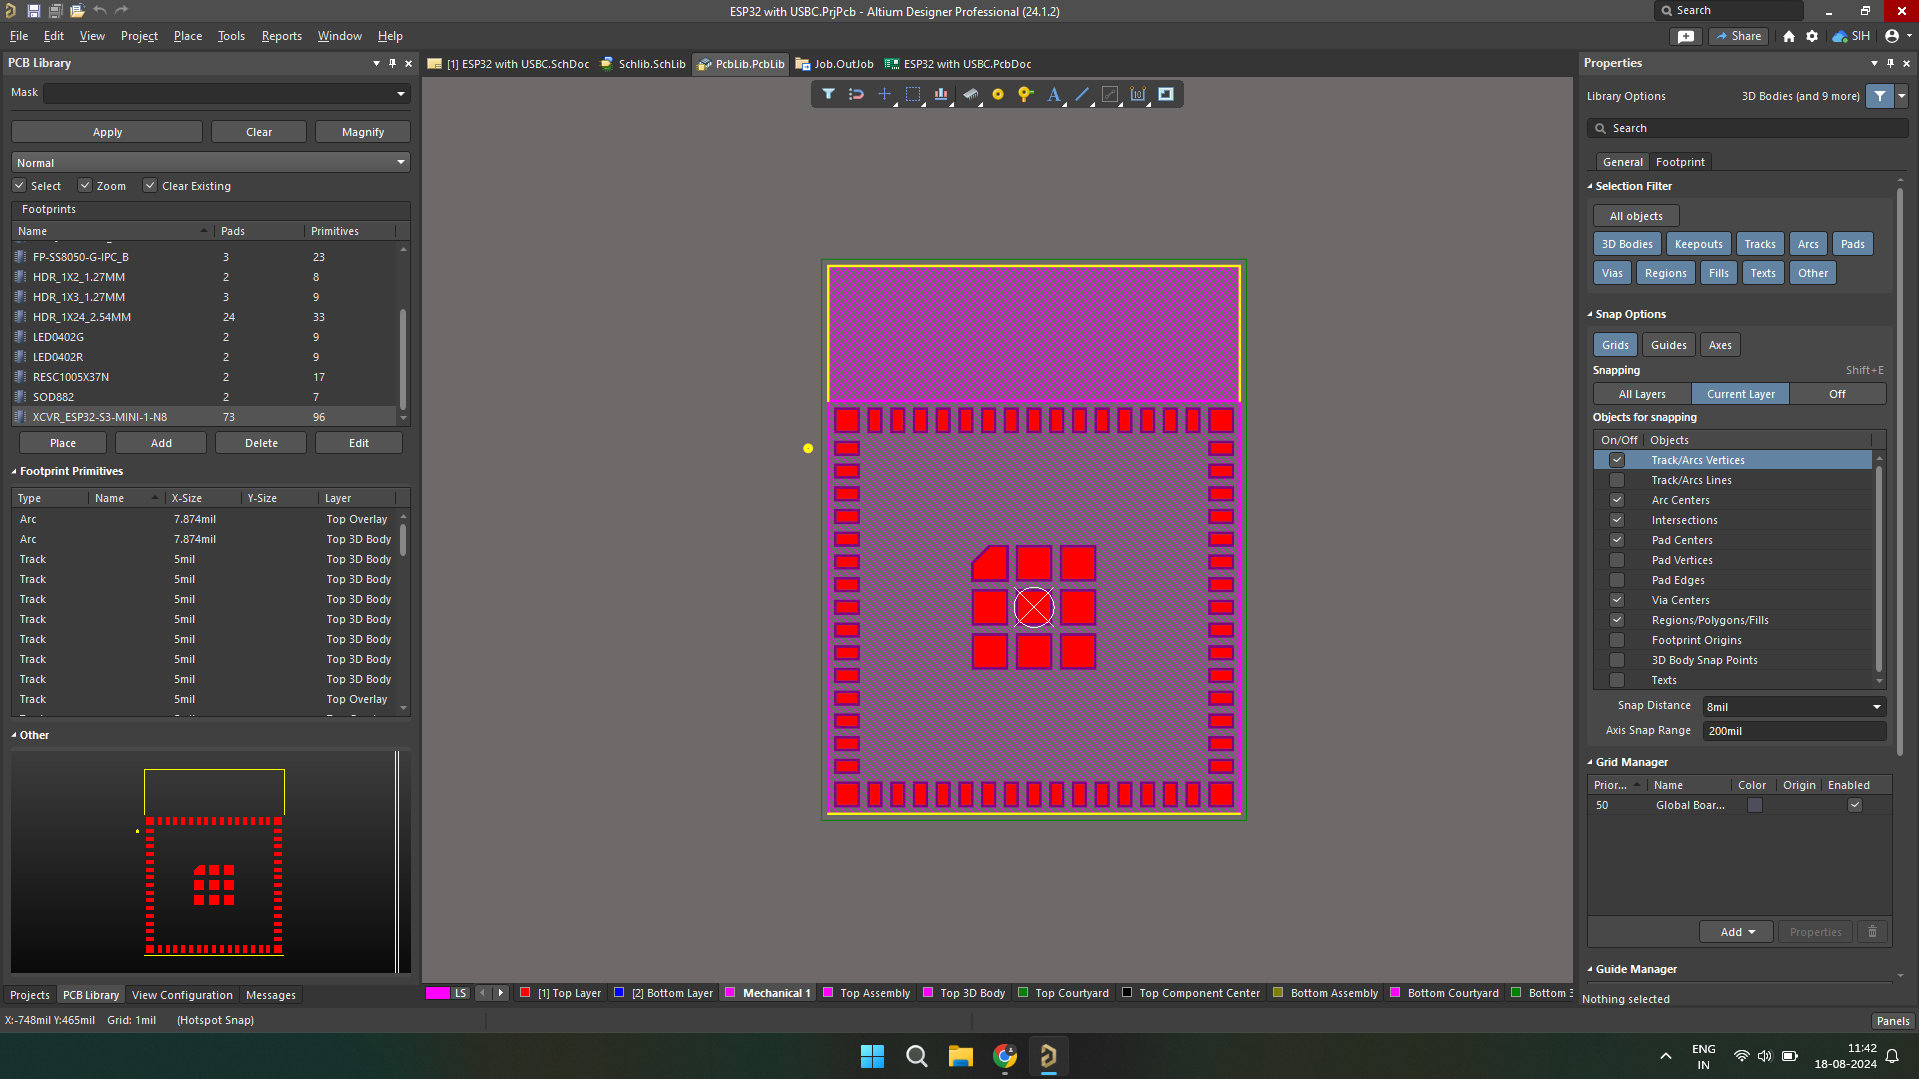 ESP32 with USBC.PrjPcb - Altium Designer Professional (24.1.2)
Search
File Edit View Project Place Tools Reports Window Help
Share
SIH
PCB Library
[1] ESP32 with USBC.SchDoc
Schlib.SchLib
PcbLib.PcbLib
Job.OutJob
ESP32 with USBC.PcbDoc
Properties
Mask
Library Options
3D Bodies (and 9 more)
Search
Apply Clear Magnify
Normal
General Footprint
Select Zoom Clear Existing
Selection Filter
Footprints
All objects
Name Pads Primitives
3D Bodies Keepouts Tracks Arcs Pads
FP-SS8050-G-IPC_B 3 23
Vias Regions Fills Texts Other
HDR_1X2_1.27MM 2 8
HDR_1X3_1.27MM 3 9
HDR_1X24_2.54MM 24 33
Snap Options
LED0402G 2 9
Grids Guides Axes
LED0402R 2 9
Snapping Shift+E
RESC1005X37N 2 17
SOD882 2 7
All Layers Current Layer Off
XCVR_ESP32-S3-MINI-1-N8 73 96
Objects for snapping
Place Add Delete Edit
On/Off Objects
Track/Arcs Vertices
Footprint Primitives
Track/Arcs Lines
Type Name X-Size Y-Size Layer
Arc Centers
Arc 7.874mil Top Overlay
Intersections
Arc 7.874mil Top 3D Body
Pad Centers
Track 5mil Top 3D Body
Pad Vertices
Track 5mil Top 3D Body
Pad Edges
Track 5mil Top 3D Body
Via Centers
Track 5mil Top 3D Body
Regions/Polygons/Fills
Track 5mil Top 3D Body
Footprint Origins
Track 5mil Top 3D Body
3D Body Snap Points
Track 5mil Top 3D Body
Texts
Track 5mil Top Overlay
Snap Distance 8mil
Axis Snap Range 200mil
Other
Grid Manager
Prior... Name Color Origin Enabled
50 Global Boar...
Add Properties
Guide Manager
Projects PCB Library View Configuration Messages
LS [1] Top Layer [2] Bottom Layer Mechanical 1 Top Assembly Top 3D Body Top Courtyard Top Component Center Bottom Assembly Bottom Courtyard Bottom
Nothing selected
X:-748mil Y:465mil Grid: 1mil (Hotspot Snap)
Panels
ENG
IN
11:42
18-08-2024